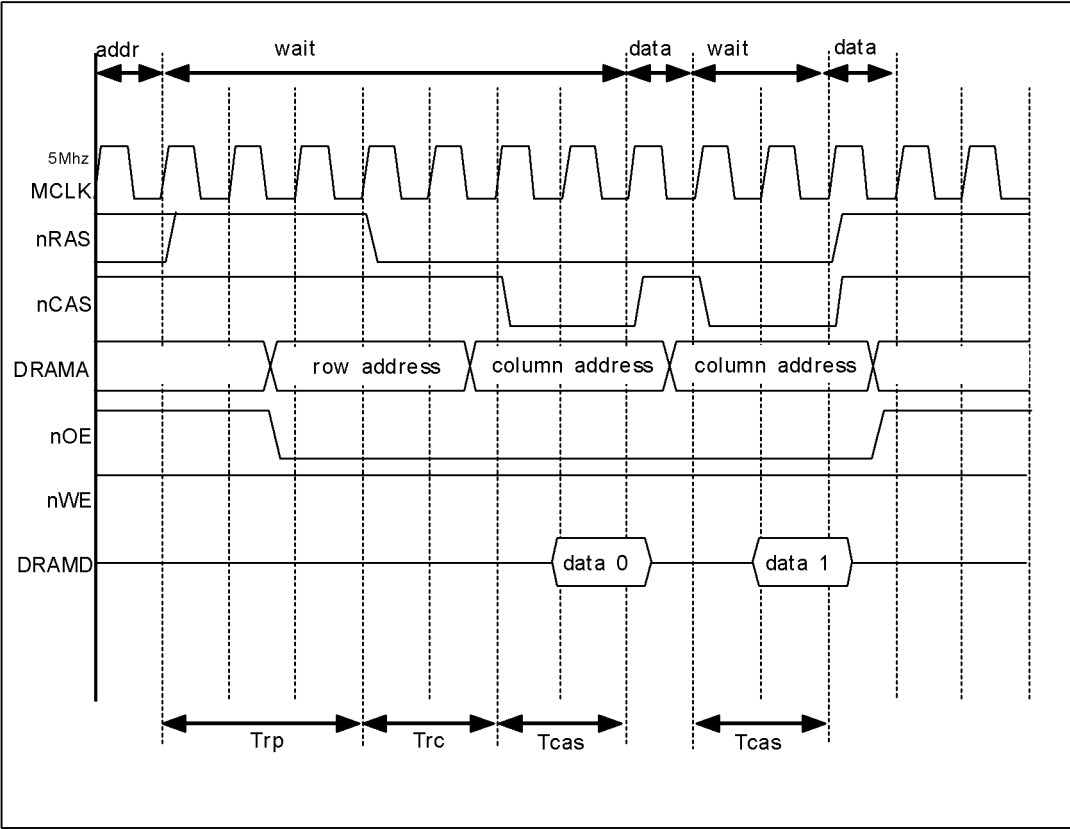 addr wait data wait data
5Mhz
MCLK
nRAS
nCAS
DRAMA row address column address column address
nOE
nWE
DRAMD data 0 data 1
Trp Trc Tcas Tcas